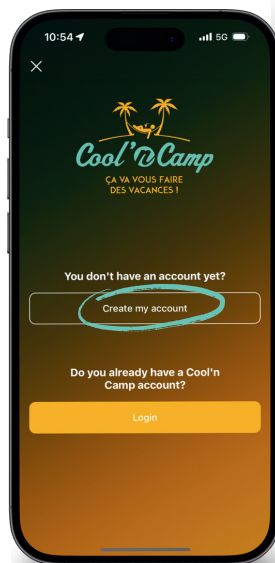 10:54
5G
Cool'n Camp
ÇA VA VOUS FAIRE
DES VACANCES !
You don't have an account yet?
Create my account
Do you already have a Cool'n
Camp account?
Login